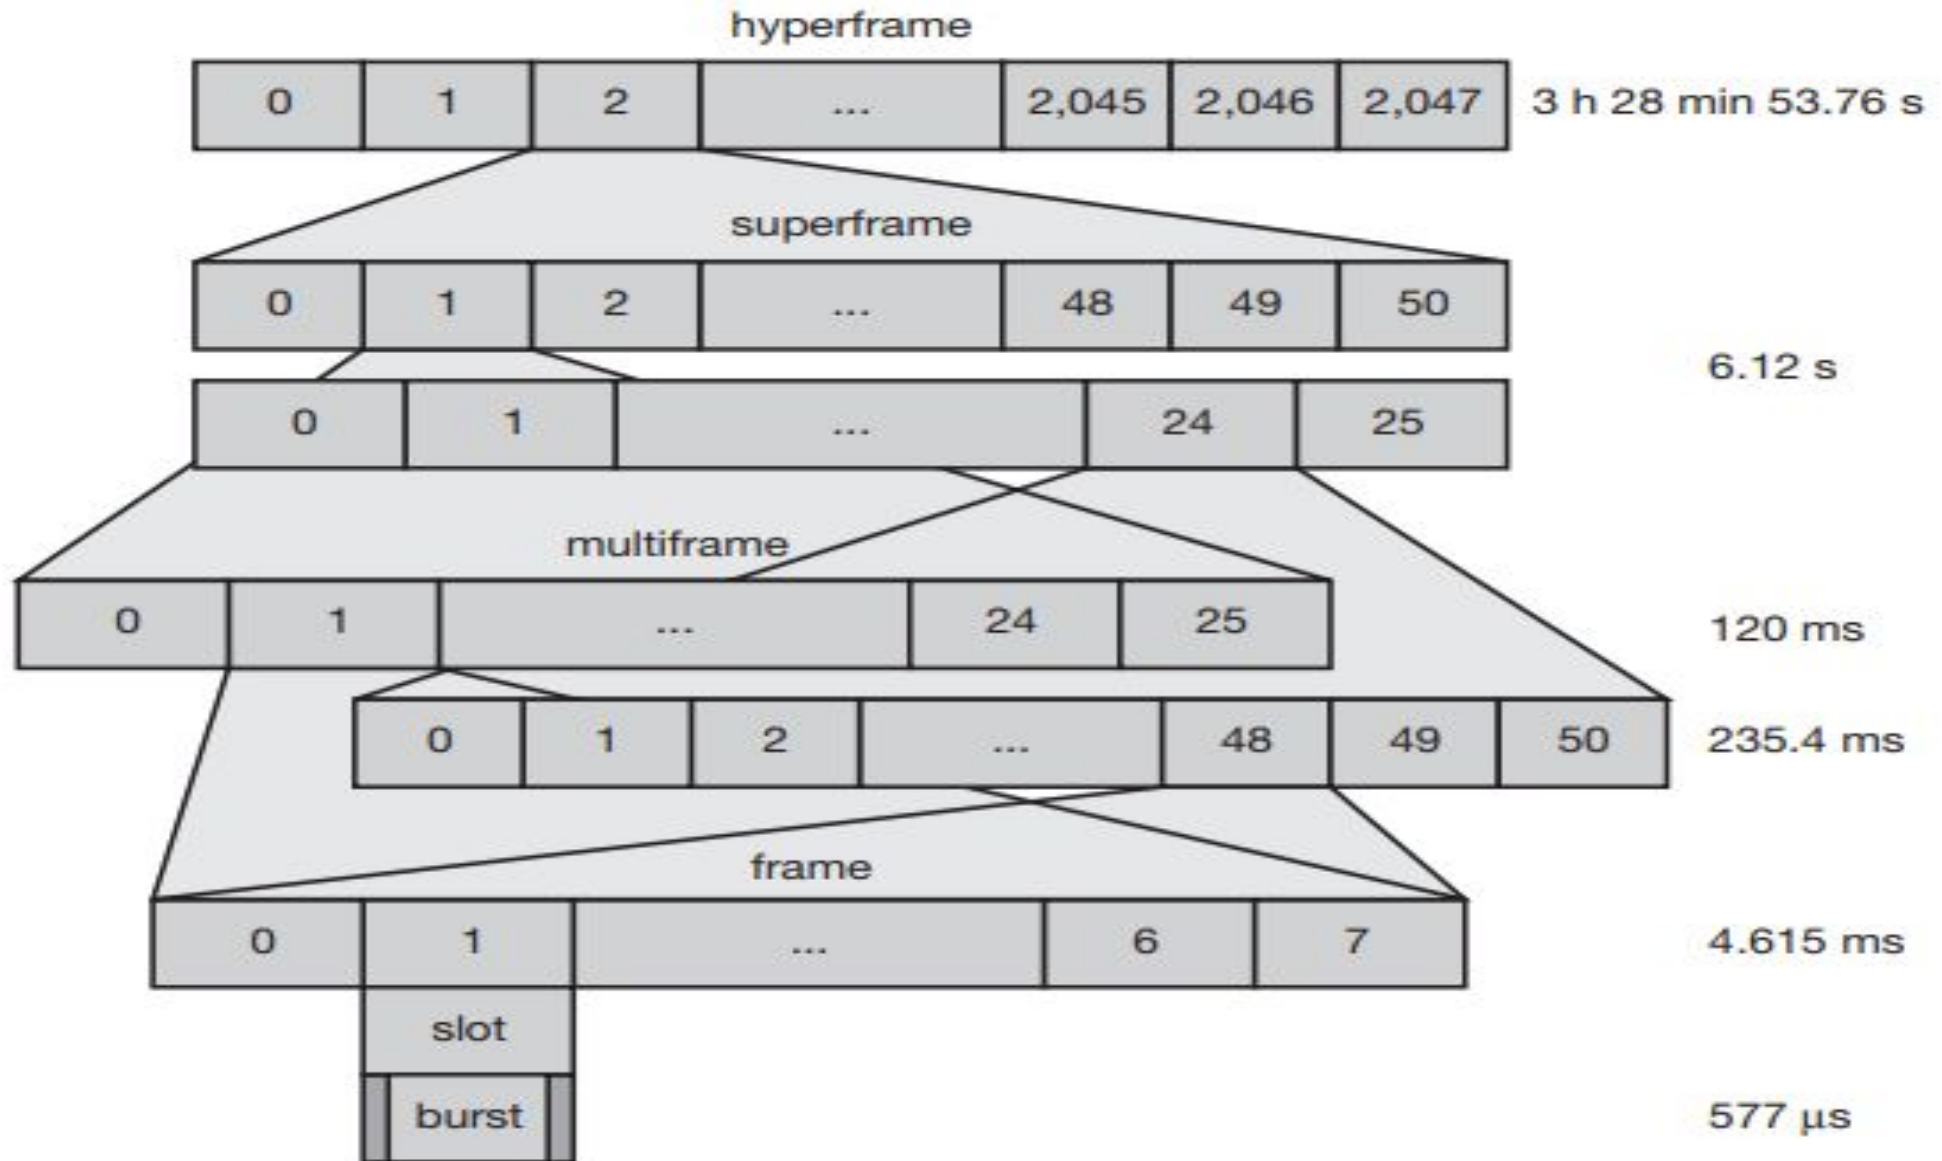 hyperframe
0 1 2 ... 2,045 2,046 2,047 3 h 28 min 53.76 s
superframe
0 1 2 ... 48 49 50
6.12 s
0 1 ... 24 25
multiframe
0 1 ... 24 25 120 ms
0 1 2 ... 48 49 50 235.4 ms
frame
0 1 ... 6 7 4.615 ms
slot
burst 577 μs